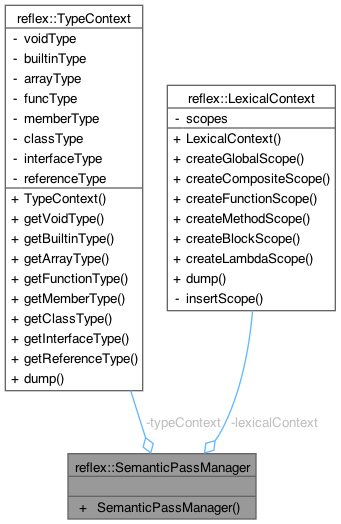 reflex::TypeContext
- voidType
- builtinType
- arrayType
- funcType
- memberType
- classType
- interfaceType
- referenceType
+ TypeContext()
+ getVoidType()
+ getBuiltinType()
+ getArrayType()
+ getFunctionType()
+ getMemberType()
+ getClassType()
+ getInterfaceType()
+ getReferenceType()
+ dump()
reflex::LexicalContext
- scopes
+ LexicalContext()
+ createGlobalScope()
+ createCompositeScope()
+ createFunctionScope()
+ createMethodScope()
+ createBlockScope()
+ createLambdaScope()
+ dump()
- insertScope()
-typeContext
-lexicalContext
reflex::SemanticPassManager
+ SemanticPassManager()